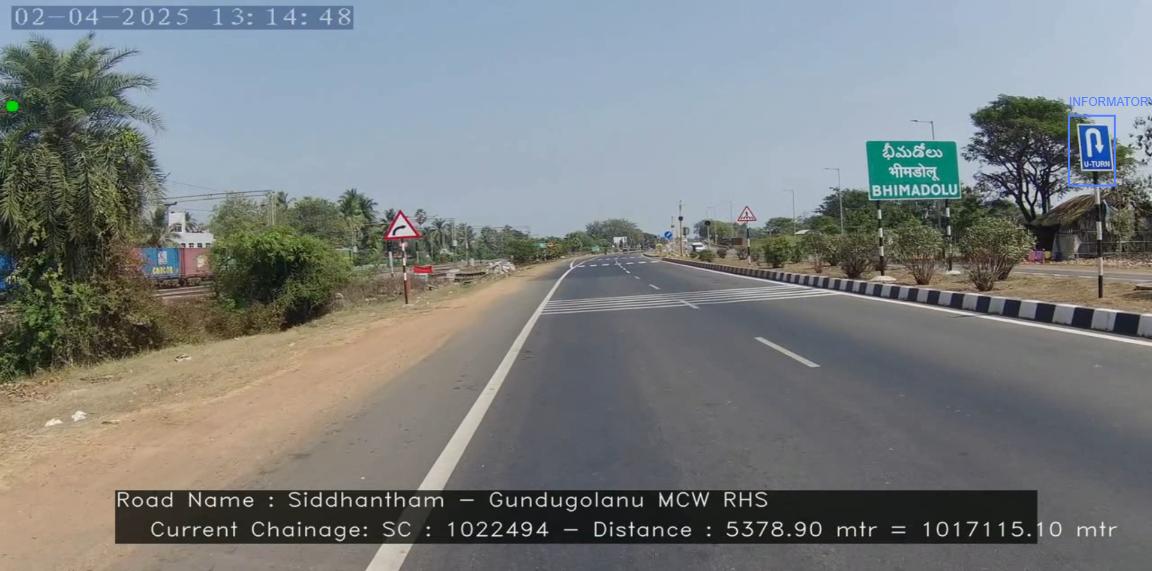 02-04-2025 13:14:48
INFORMATOR
U-TURN
భీమడోలు
भीमडोलू
BHIMADOLU
Road Name : Siddhantham - Gundugolanu MCW RHS
Current Chainage: SC : 1022494 - Distance : 5378.90 mtr = 1017115.10 mtr